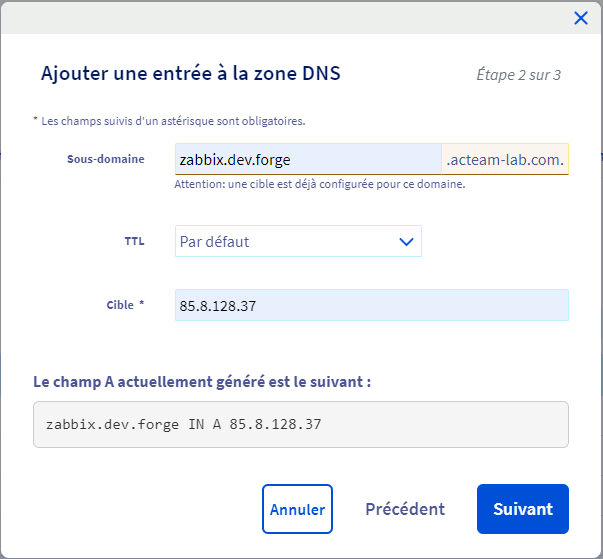 Ajouter une entrée à la zone DNS
Étape 2 sur 3
* Les champs suivis d'un astérisque sont obligatoires.
Sous-domaine
zabbix.dev.forge
.acteam-lab.com.
Attention: une cible est déjà configurée pour ce domaine.
TTL
Par défaut
Cible *
85.8.128.37
Le champ A actuellement généré est le suivant :
zabbix.dev.forge IN A 85.8.128.37
Annuler
Précédent
Suivant